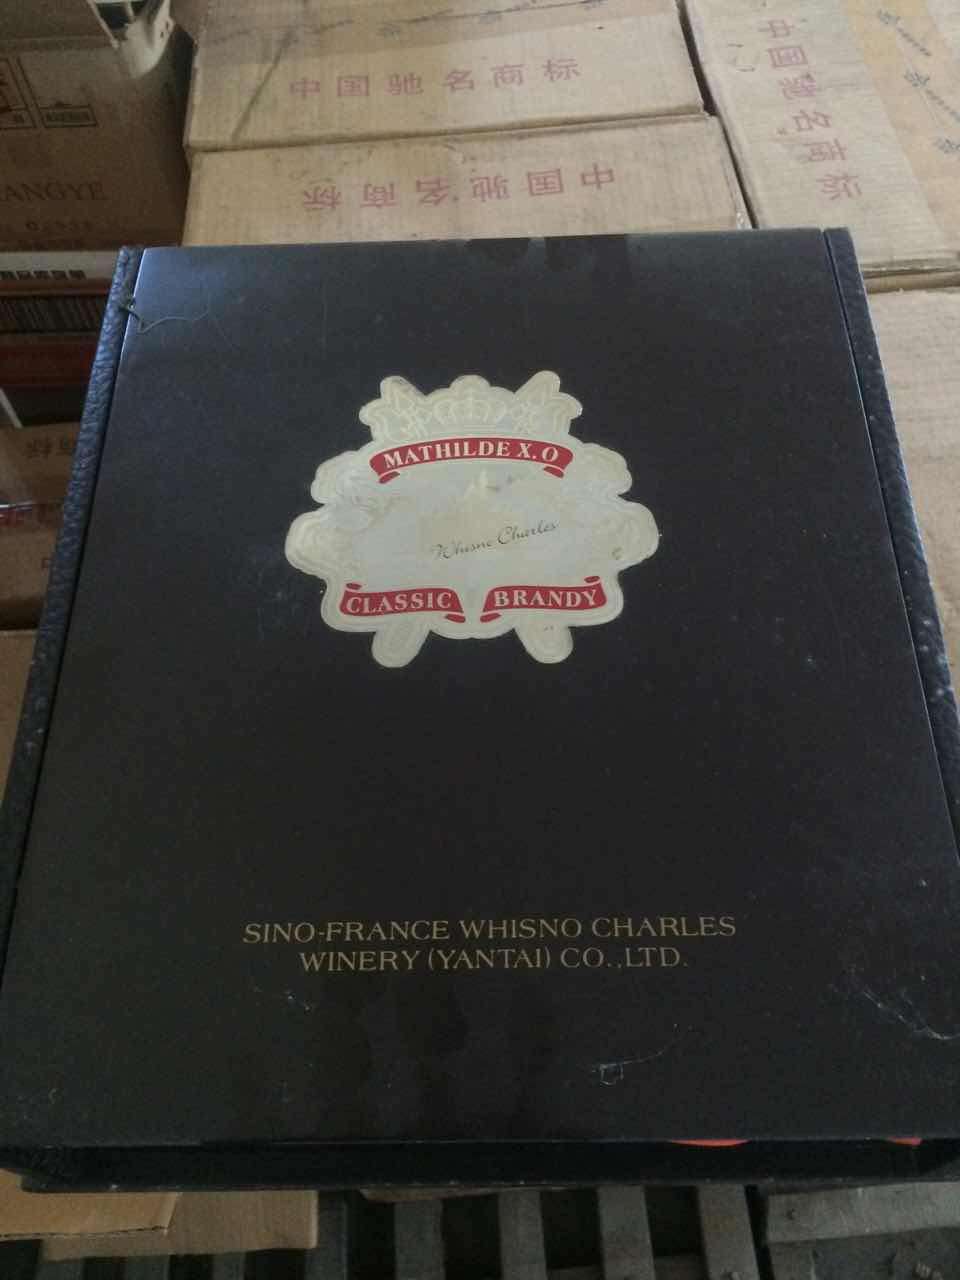 中国驰名商标
中国驰名商标
中国驰名商标
ANGYE
MATHILDE X.O
Whisno Charles
CLASSIC BRANDY
SINO-FRANCE WHISNO CHARLES
WINERY (YANTAI) CO.,LTD.